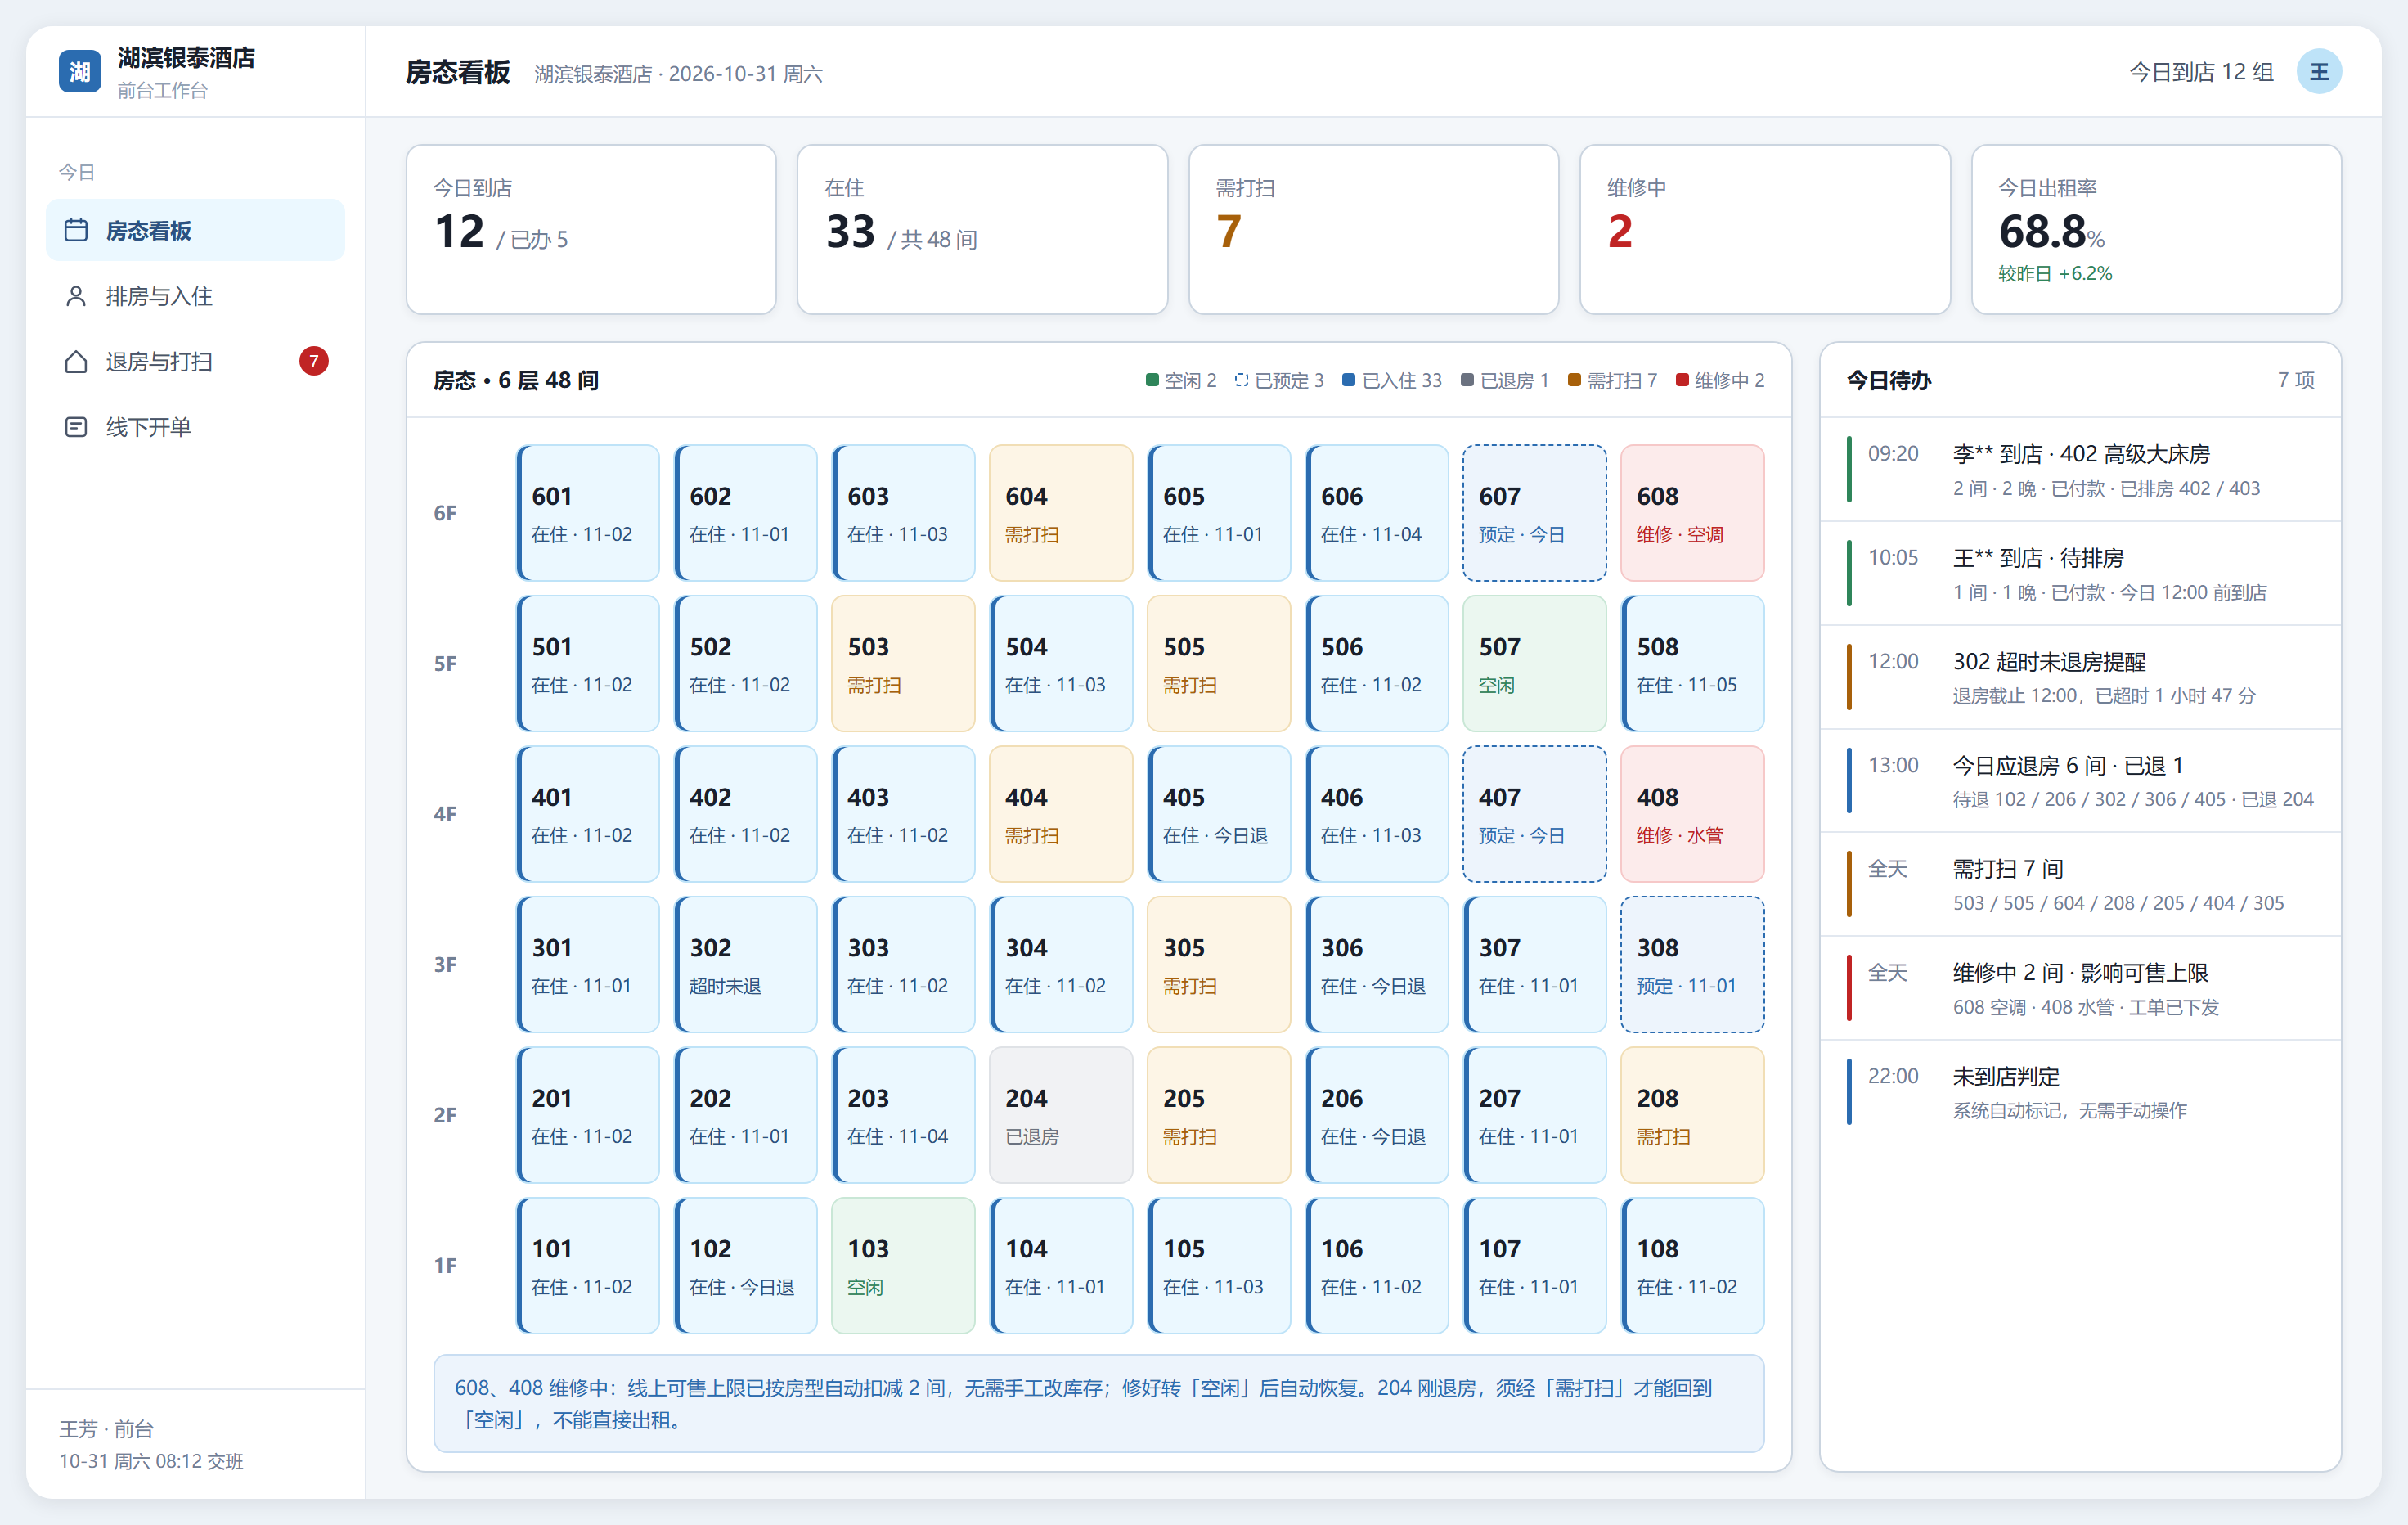 湖
湖滨银泰酒店
前台工作台
今日
房态看板
排房与入住
退房与打扫 7
线下开单
王芳 · 前台
10-31 周六 08:12 交班
房态看板 湖滨银泰酒店 · 2026-10-31 周六
今日到店 12 组 王
今日到店
12 / 已办 5
在住
33 / 共 48 间
需打扫
7
维修中
2
今日出租率
68.8%
较昨日 +6.2%
房态 • 6 层 48 间
空闲 2 已预定 3 已入住 33 已退房 1 需打扫 7 维修中 2
6F
601 602 603 604 605 606 607 608
在住 · 11-02 在住 · 11-01 在住 · 11-03 需打扫 在住 · 11-01 在住 · 11-04 预定 · 今日 维修 · 空调
5F
501 502 503 504 505 506 507 508
在住 · 11-02 在住 · 11-02 需打扫 在住 · 11-03 需打扫 在住 · 11-02 空闲 在住 · 11-05
4F
401 402 403 404 405 406 407 408
在住 · 11-02 在住 · 11-02 在住 · 11-02 需打扫 在住 · 今日退 在住 · 11-03 预定 · 今日 维修 · 水管
3F
301 302 303 304 305 306 307 308
在住 · 11-01 超时未退 在住 · 11-02 在住 · 11-02 需打扫 在住 · 今日退 在住 · 11-01 预定 · 11-01
2F
201 202 203 204 205 206 207 208
在住 · 11-02 在住 · 11-01 在住 · 11-04 已退房 需打扫 在住 · 今日退 在住 · 11-01 需打扫
1F
101 102 103 104 105 106 107 108
在住 · 11-02 在住 · 今日退 空闲 在住 · 11-01 在住 · 11-03 在住 · 11-02 在住 · 11-01 在住 · 11-02
608、408 维修中：线上可售上限已按房型自动扣减 2 间，无需手工改库存；修好转「空闲」后自动恢复。204 刚退房，须经「需打扫」才能回到
「空闲」，不能直接出租。
今日待办 7 项
09:20 李** 到店 · 402 高级大床房
2 间 · 2 晚 · 已付款 · 已排房 402 / 403
10:05 王** 到店 · 待排房
1 间 · 1 晚 · 已付款 · 今日 12:00 前到店
12:00 302 超时未退房提醒
退房截止 12:00，已超时 1 小时 47 分
13:00 今日应退房 6 间 · 已退 1
待退 102 / 206 / 302 / 306 / 405 · 已退 204
全天 需打扫 7 间
503 / 505 / 604 / 208 / 205 / 404 / 305
全天 维修中 2 间 · 影响可售上限
608 空调 · 408 水管 · 工单已下发
22:00 未到店判定
系统自动标记，无需手动操作